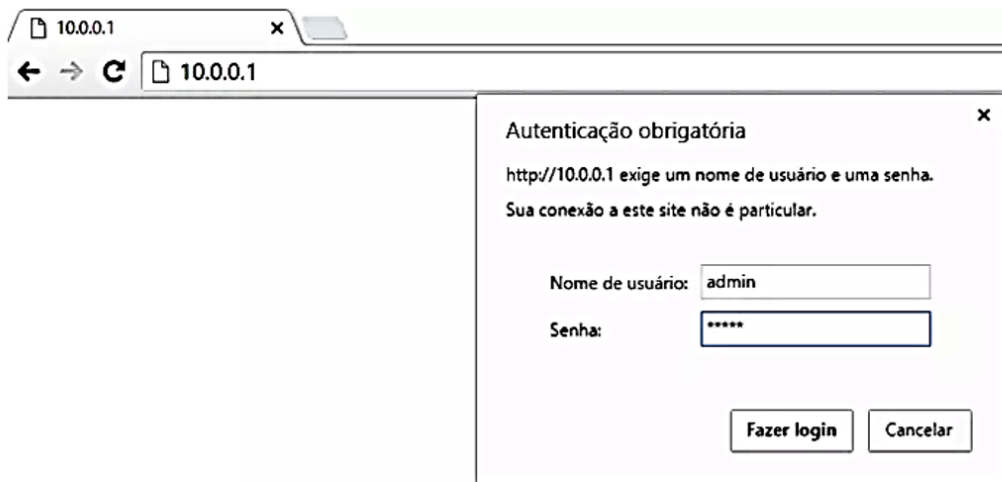 10.0.0.1
10.0.0.1
Autenticação obrigatória
http://10.0.0.1 exige um nome de usuário e uma senha.
Sua conexão a este site não é particular.
Nome de usuário: admin
Senha: *****
Fazer login Cancelar